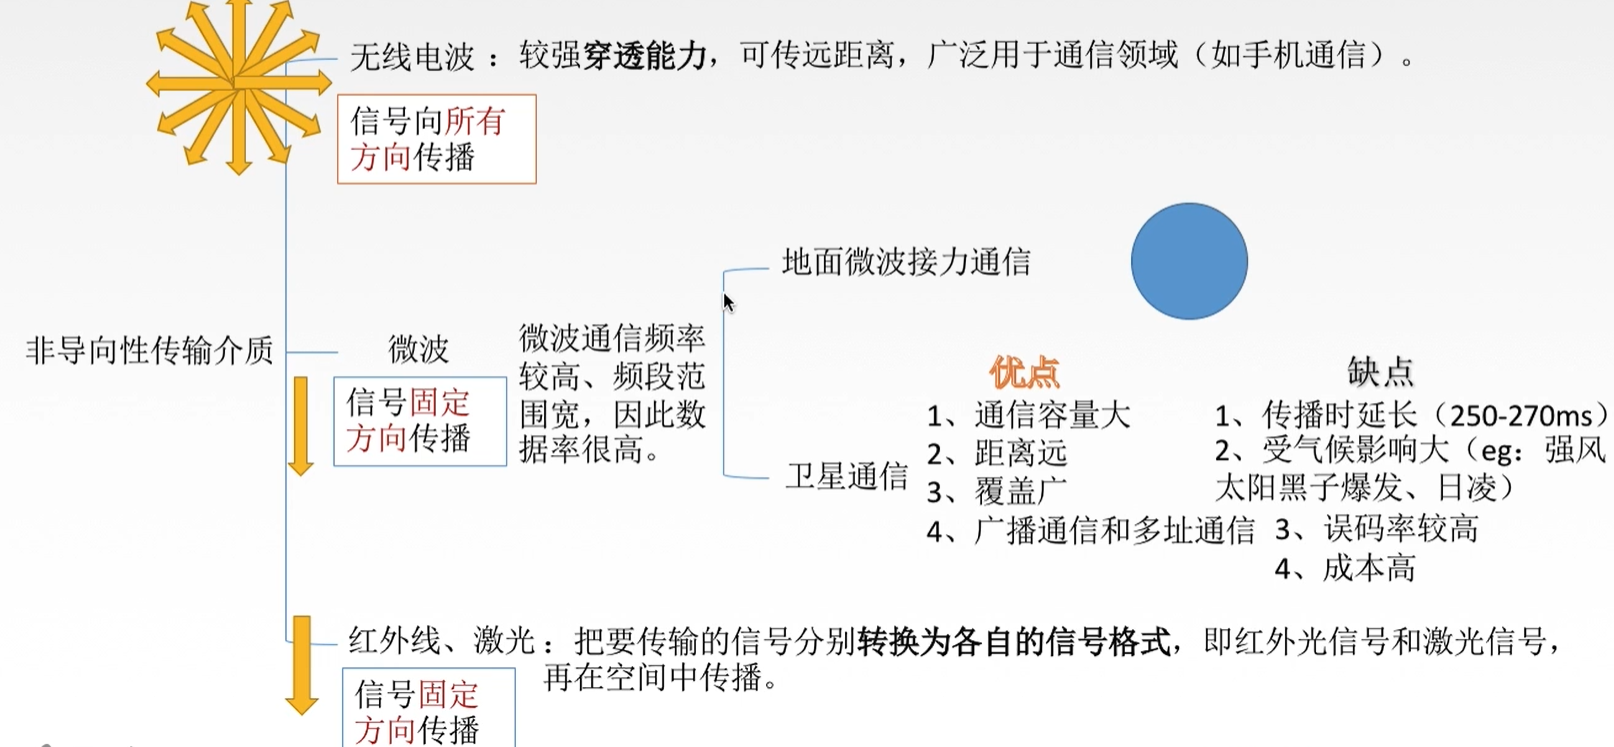 无线电波 ：较强穿透能力，可传远距离，广泛用于通信领域（如手机通信）。
信号向所有
方向传播
地面微波接力通信
非导向性传输介质
微波
信号固定
方向传播
微波通信频率
较高、频段范
围宽，因此数
据率很高。
卫星通信
优点
1、通信容量大
2、距离远
3、覆盖广
4、广播通信和多址通信
缺点
1、传播时延长（250-270ms）
2、受气候影响大（eg：强风
太阳黑子爆发、日凌）
3、误码率较高
4、成本高
红外线、激光 ：把要传输的信号分别转换为各自的信号格式，即红外光信号和激光信号，
再在空间中传播。
信号固定
方向传播